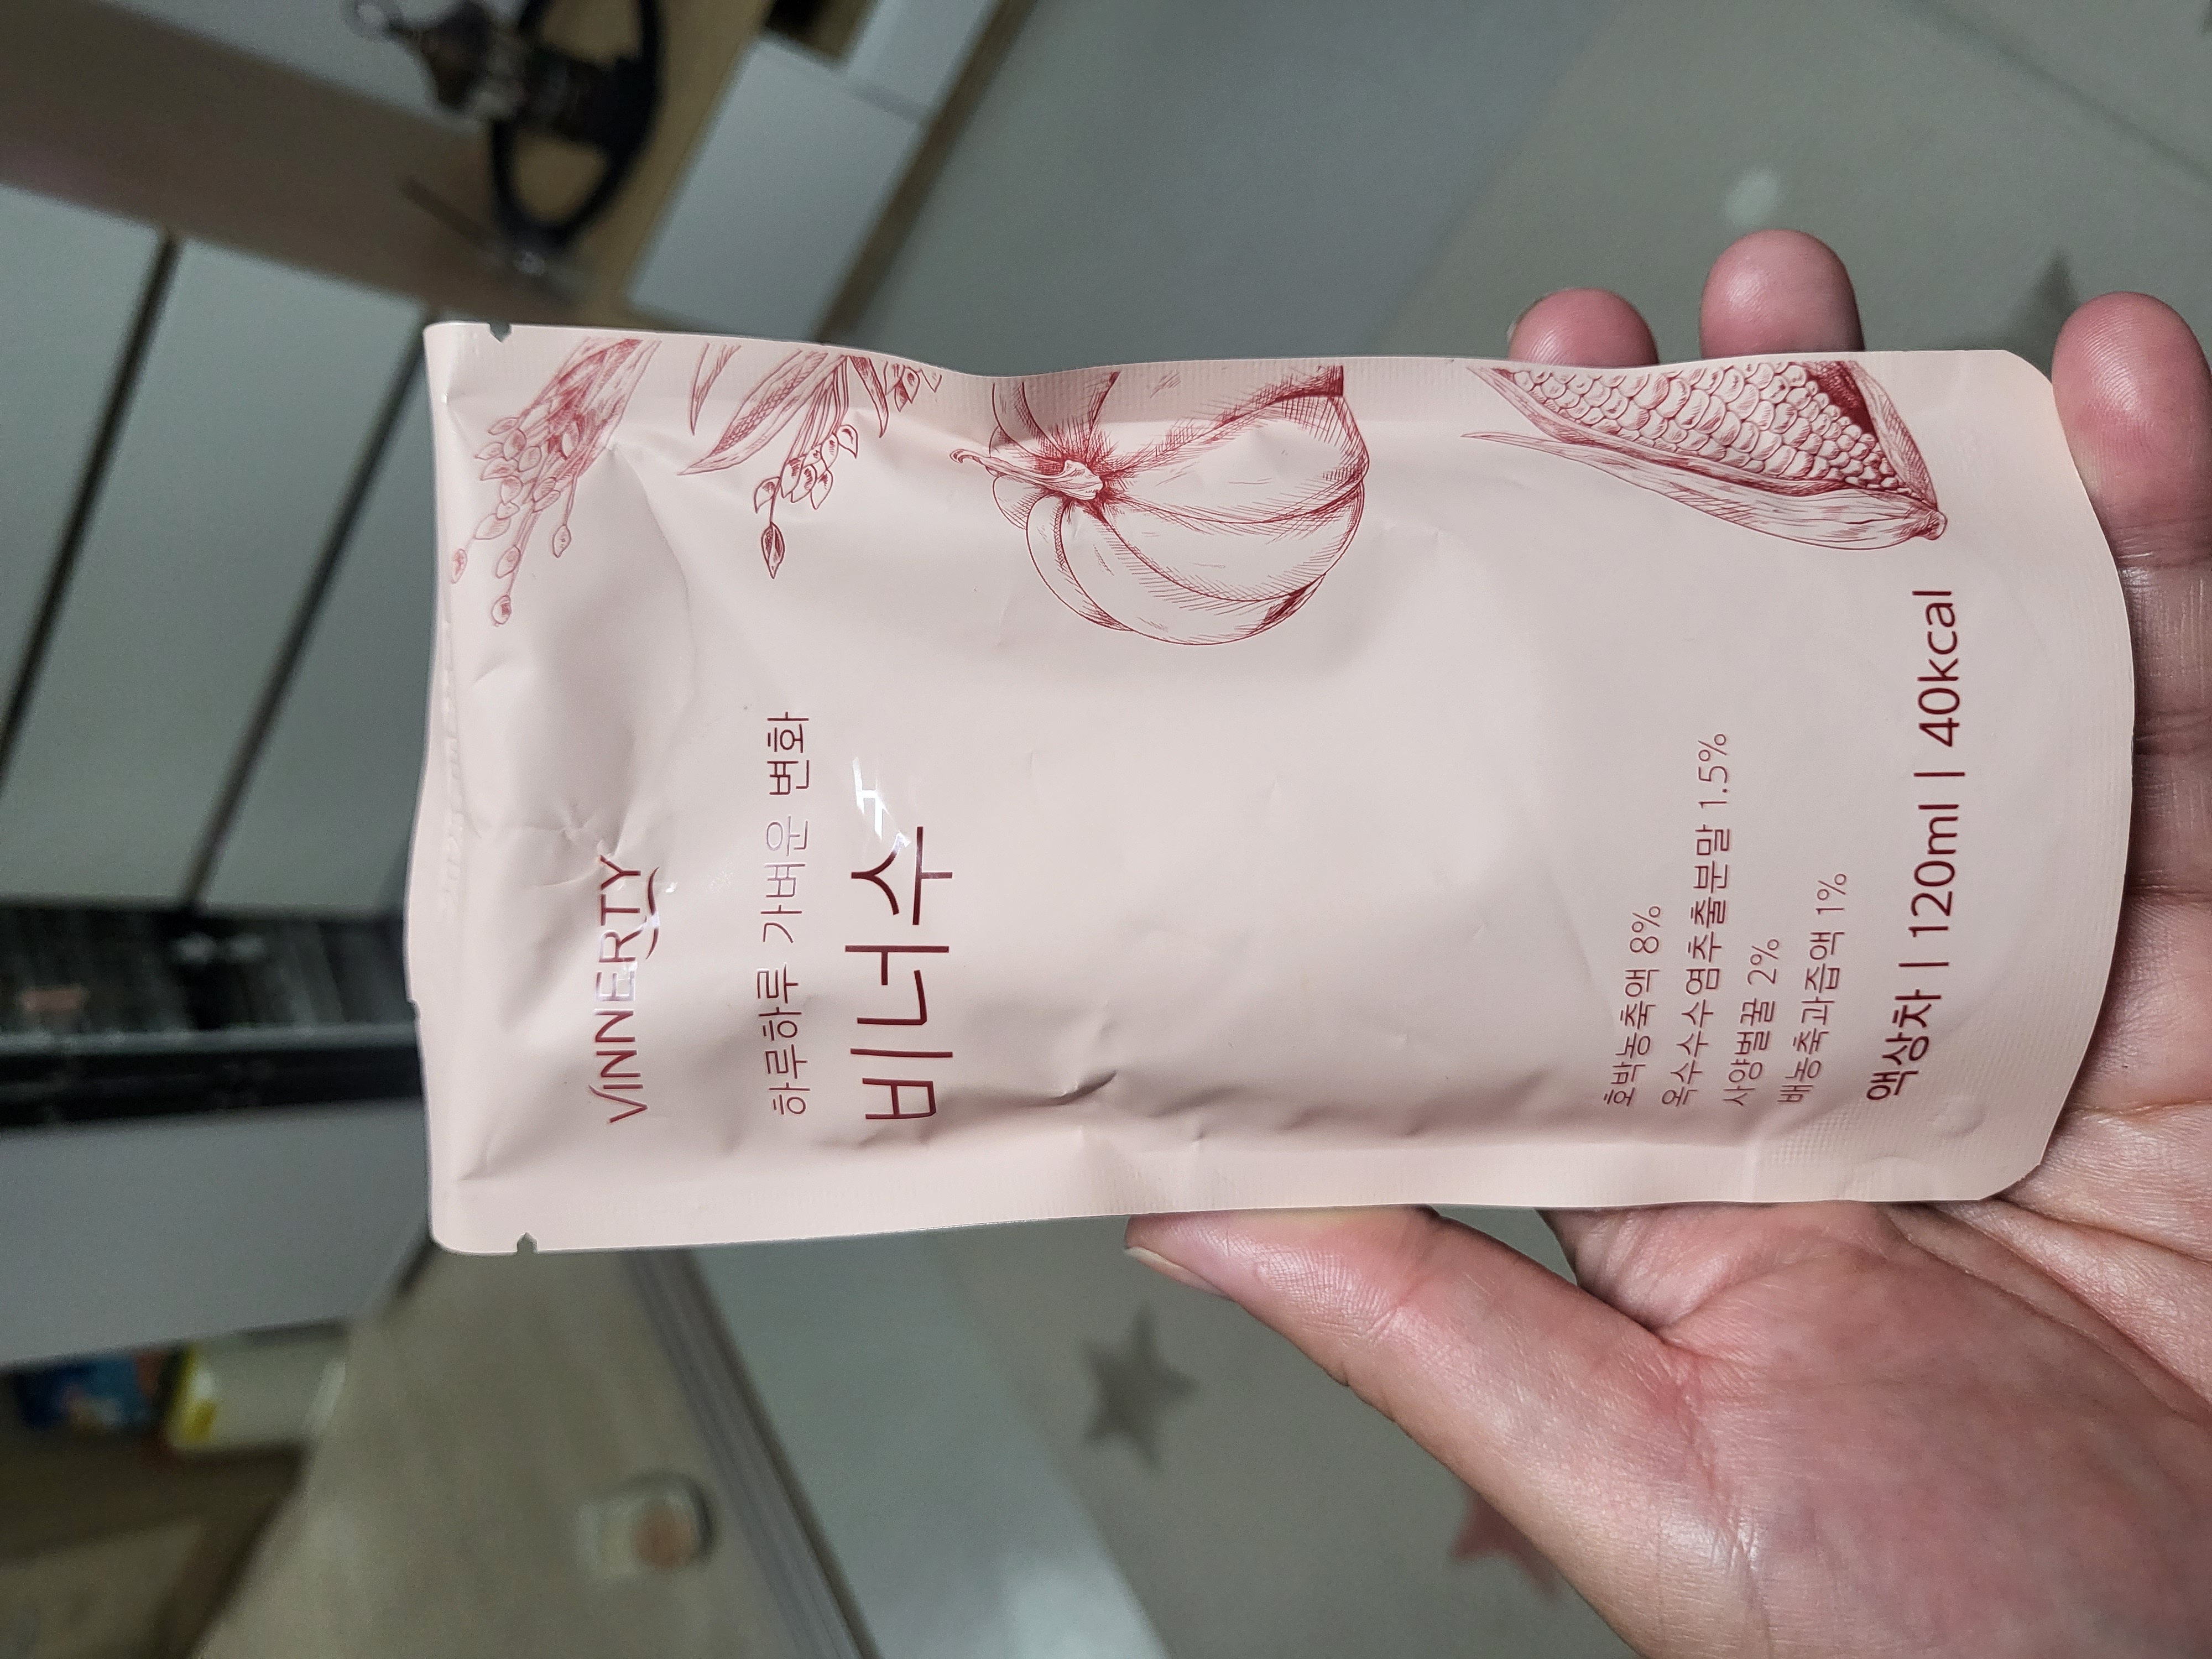 VINNERTY
하루하루 가벼운 변화
비너수
호박농축액 8%
옥수수수염추출분말 1.5%
사양벌꿀 2%
배농축과즙액 1%
액상차 | 120ml | 40kcal